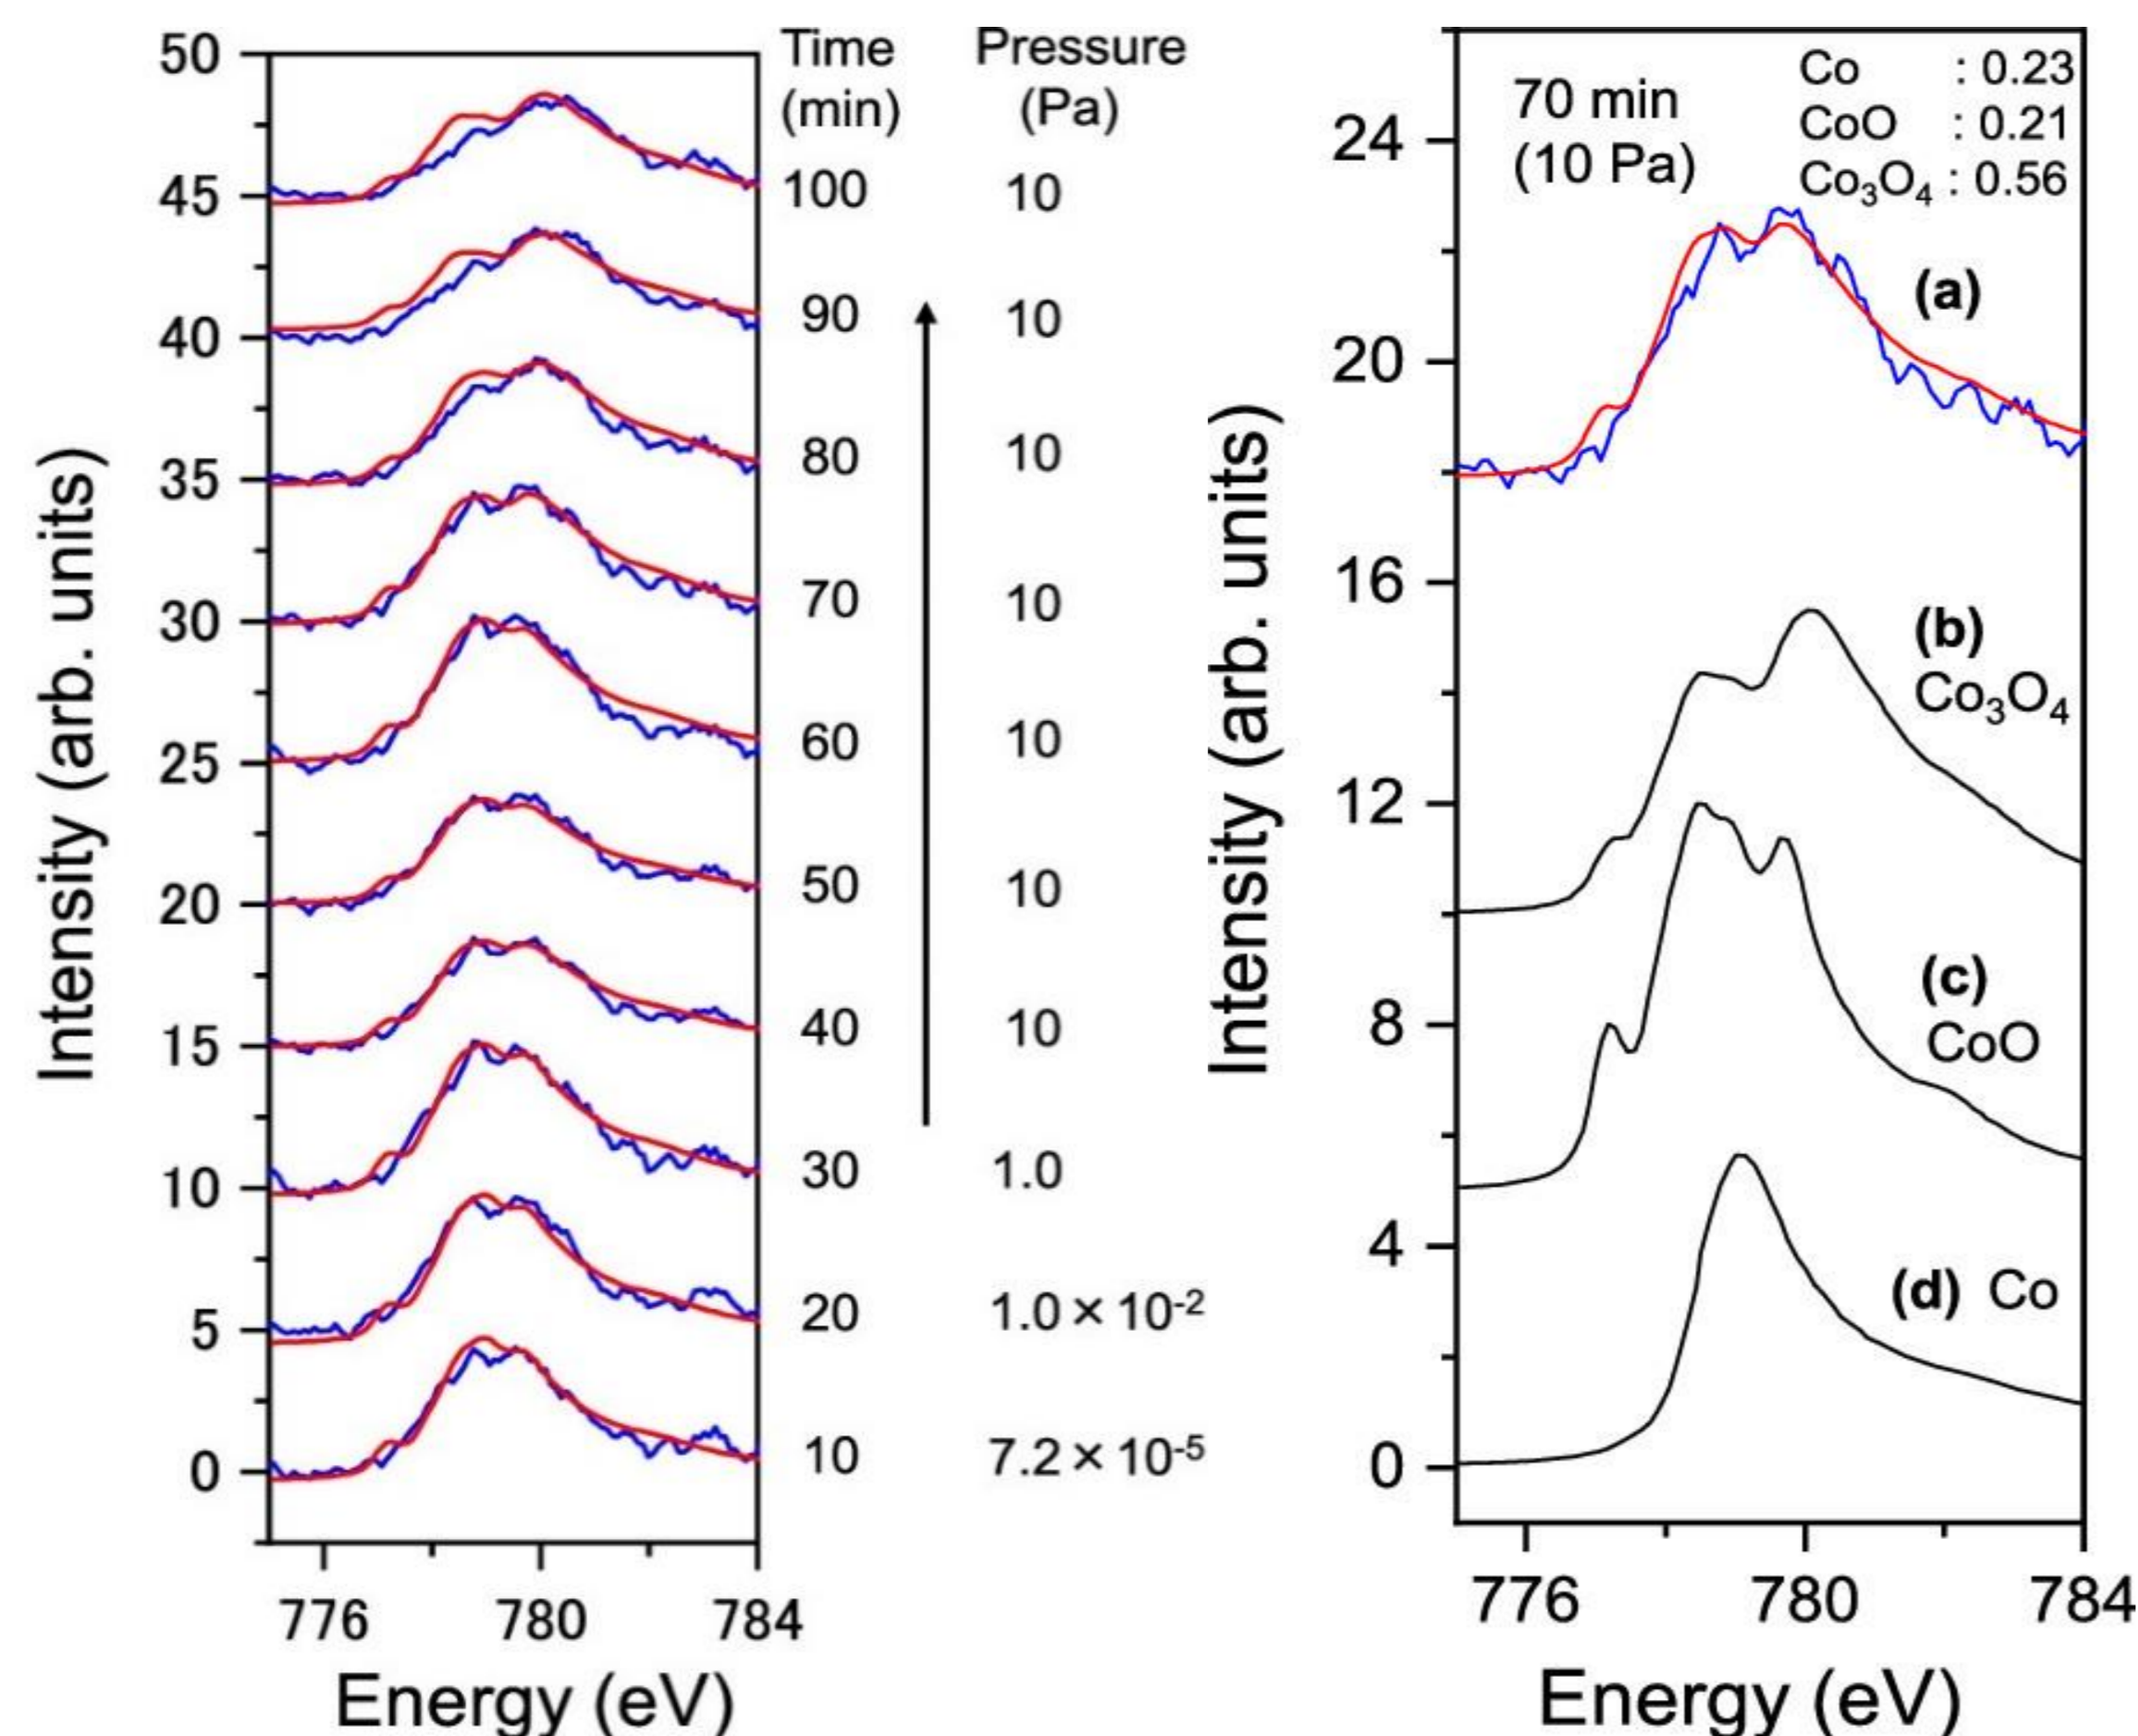 Time Pressure
(min) (Pa)
50
45
40
35
30
25
20
15
10
5
0
100 10
90 10
80 10
70 10
60 10
50 10
40 10
30 1.0
20 1.0 × 10-2
10 7.2 × 10-5
776 780 784
Energy (eV)
Intensity (arb. units)
70 min
(10 Pa)
Co : 0.23
CoO : 0.21
Co3O4 : 0.56
24
20
16
12
8
4
0
(a)
(b)
Co3O4
(c)
CoO
(d) Co
776 780 784
Energy (eV)
Intensity (arb. units)